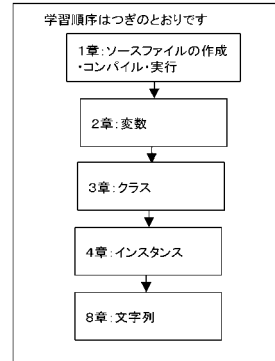 学習順序はつぎのとおりです
1章:ソースファイルの作成
・コンパイル・実行
2章:変数
3章:クラス
4章:インスタンス
8章:文字列